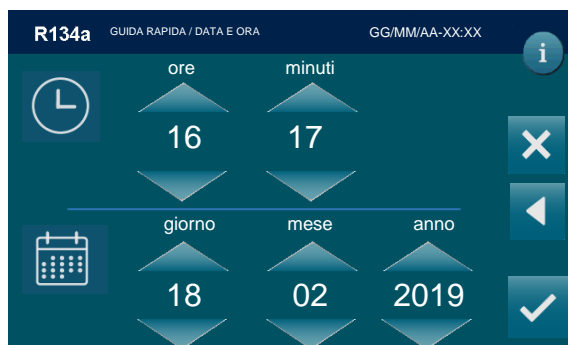 R134a GUIDA RAPIDA / DATA E ORA GG/MM/AA-XX:XX
i
ore minuti
16 17
giorno mese anno
18 02 2019